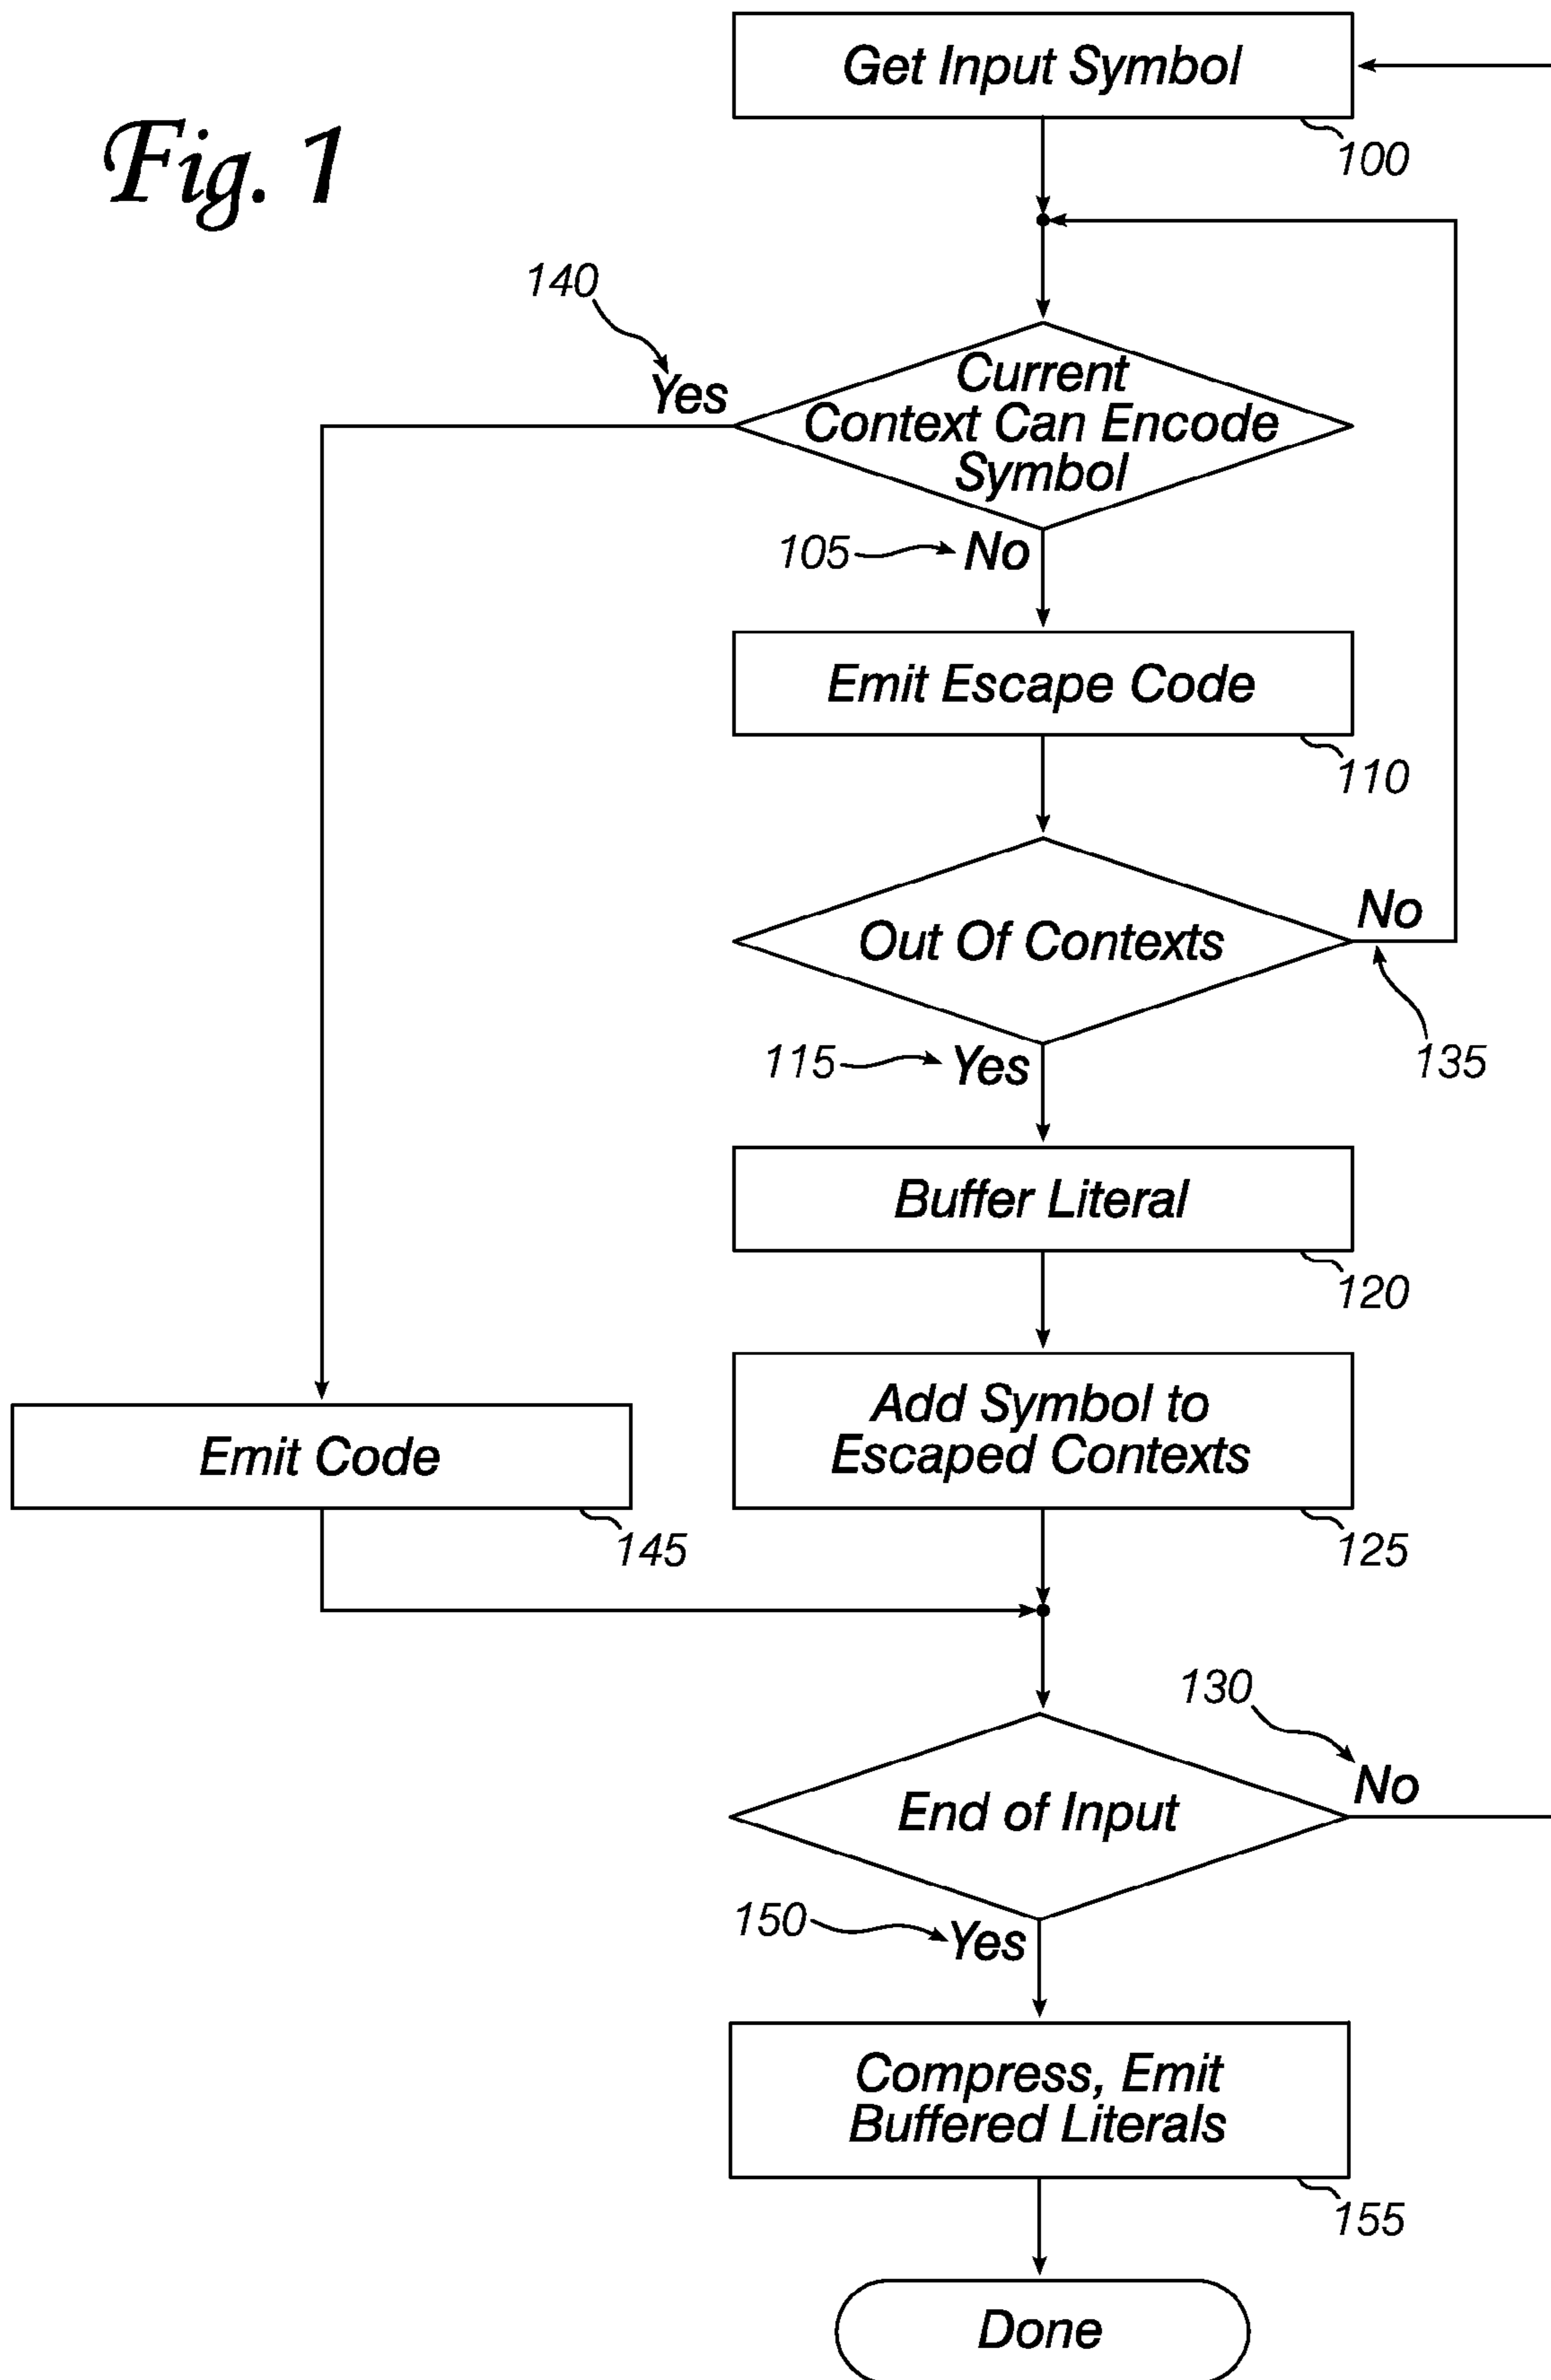 Fig. 1
Get Input Symbol
100
140
Yes
Current
Context Can Encode
Symbol
105
No
Emit Escape Code
110
Out Of Contexts
No
135
115
Yes
Buffer Literal
120
Add Symbol to
Escaped Contexts
125
Emit Code
145
130
End of Input
No
150
Yes
Compress, Emit
Buffered Literals
155
Done